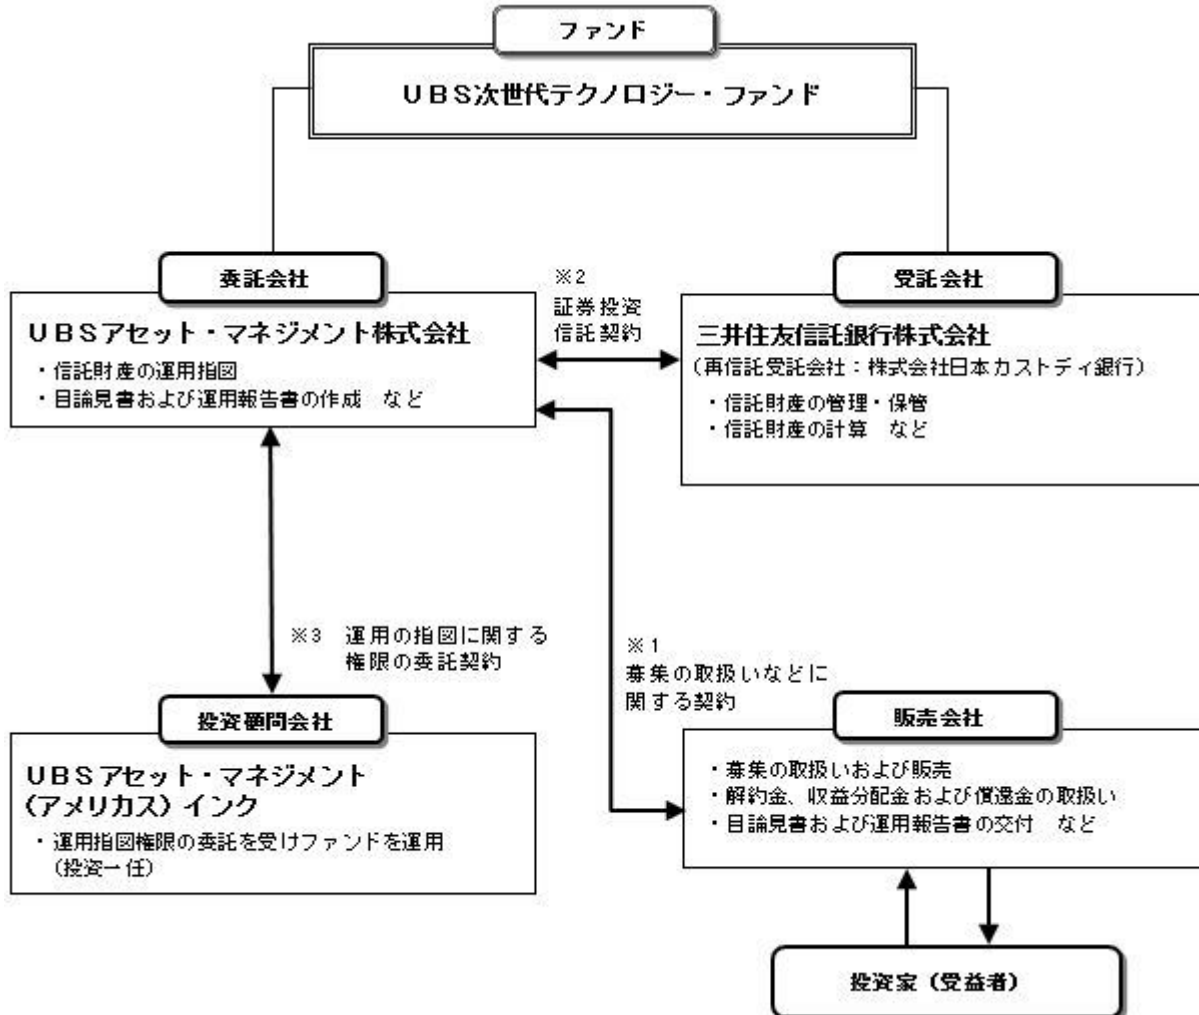 ファンド
UBS次世代テクノロジー・ファンド
委託会社
UBSアセット・マネジメント株式会社
・信託財産の運用指図
・目論見書および運用報告書の作成　など
※2
証券投資
信託契約
受託会社
三井住友信託銀行株式会社
(再信託受託会社：株式会社日本カストディ銀行)
・信託財産の管理・保管
・信託財産の計算　など
※3　運用の指図に関する
権限の委託契約
※1
募集の取扱いなどに
関する契約
投資顧問会社
UBSアセット・マネジメント
(アメリカス) インク
・運用指図権限の委託を受けファンドを運用
(投資一任)
販売会社
・募集の取扱いおよび販売
・解約金、収益分配金および償還金の取扱い
・目論見書および運用報告書の交付　など
投資家（受益者）